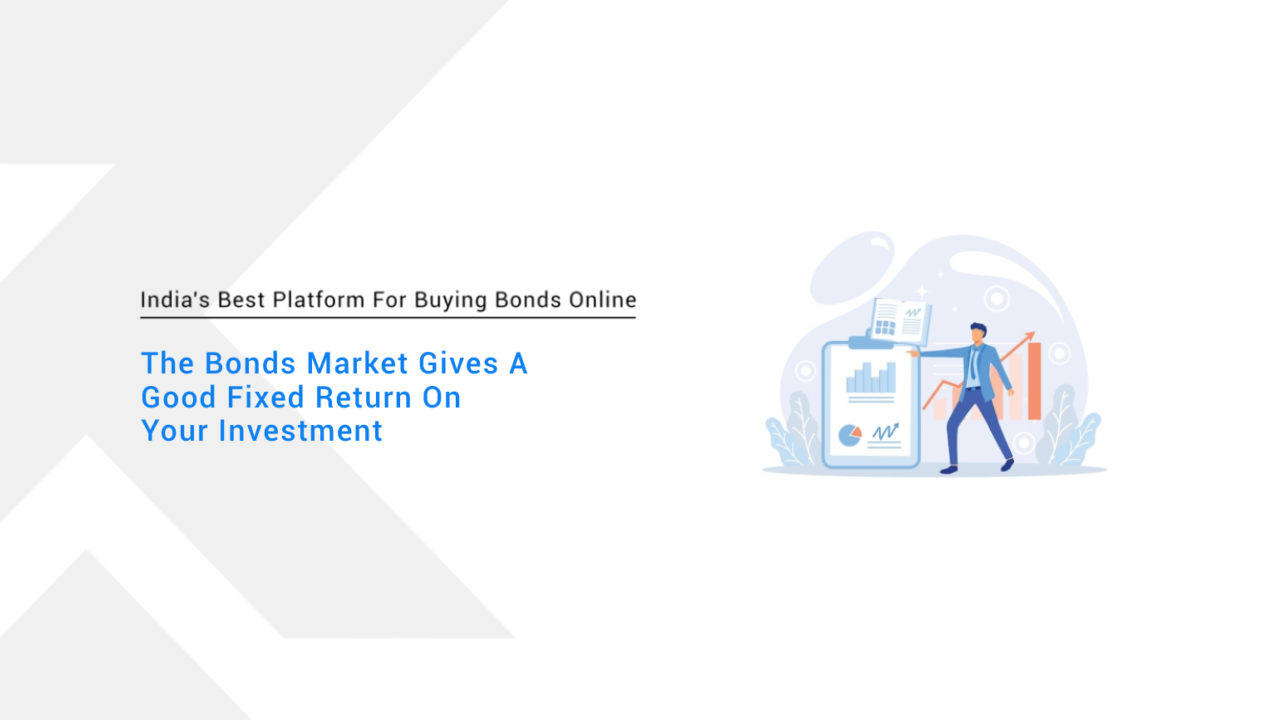 India's Best Platform For Buying Bonds Online
The Bonds Market Gives A
Good Fixed Return On
Your Investment